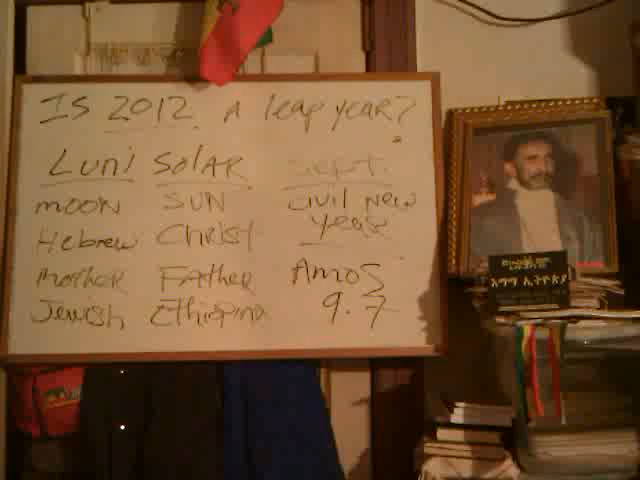 IS 2012 A leap year?
Luni SolAR Sept.
moon SUN Civil New
Year
Hebrew Christ
mother FATher Amos
9.7
Jewish Ethiopian